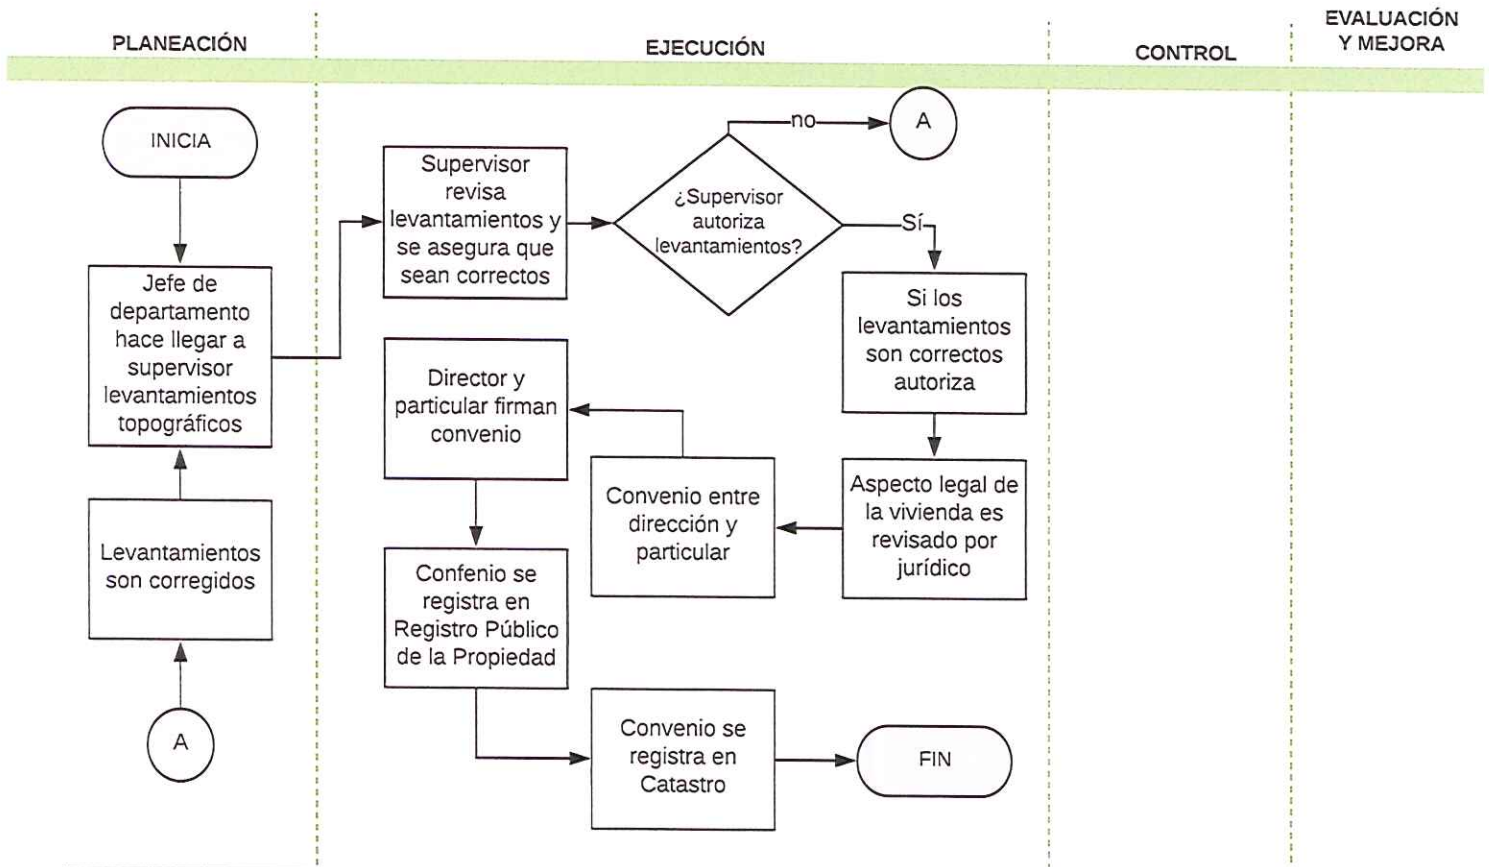 PLANEACIÓN
EJECUCIÓN
CONTROL
EVALUACIÓN
Y MEJORA
INICIA
Jefe de
departamento
hace llegar a
supervisor
levantamientos
topográficos
Levantamientos
son corregidos
A
Supervisor
revisa
levantamientos y
se asegura que
sean correctos
¿Supervisor
autoriza
levantamientos?
no
A
Sí
Si los
levantamientos
son correctos
autoriza
Aspecto legal de
la vivienda es
revisado por
jurídico
Convenio entre
dirección y
particular
Director y
particular firman
convenio
Confenio se
registra en
Registro Público
de la Propiedad
Convenio se
registra en
Catastro
FIN